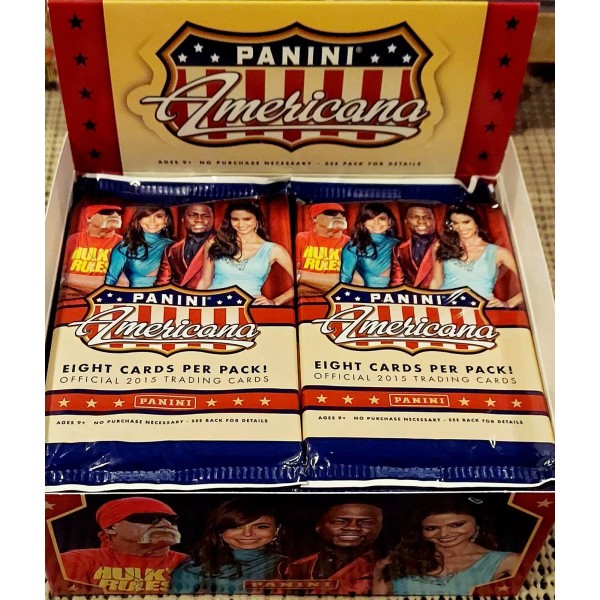 PANINI®
Americana
AGES 9+ NO PURCHASE NECESSARY - SEE PACK FOR DETAILS
HULK
RULES
PANINI
Americana
EIGHT CARDS PER PACK!
OFFICIAL 2015 TRADING CARDS
PANINI
AGES 9+ NO PURCHASE NECESSARY - SEE BACK FOR DETAILS
HULK
RULES
PANINI
Americana
EIGHT CARDS PER PACK!
OFFICIAL 2015 TRADING CARDS
PANINI
AGES 9+ NO PURCHASE NECESSARY - SEE BACK FOR DETAILS
HULK
RULES
PANINI